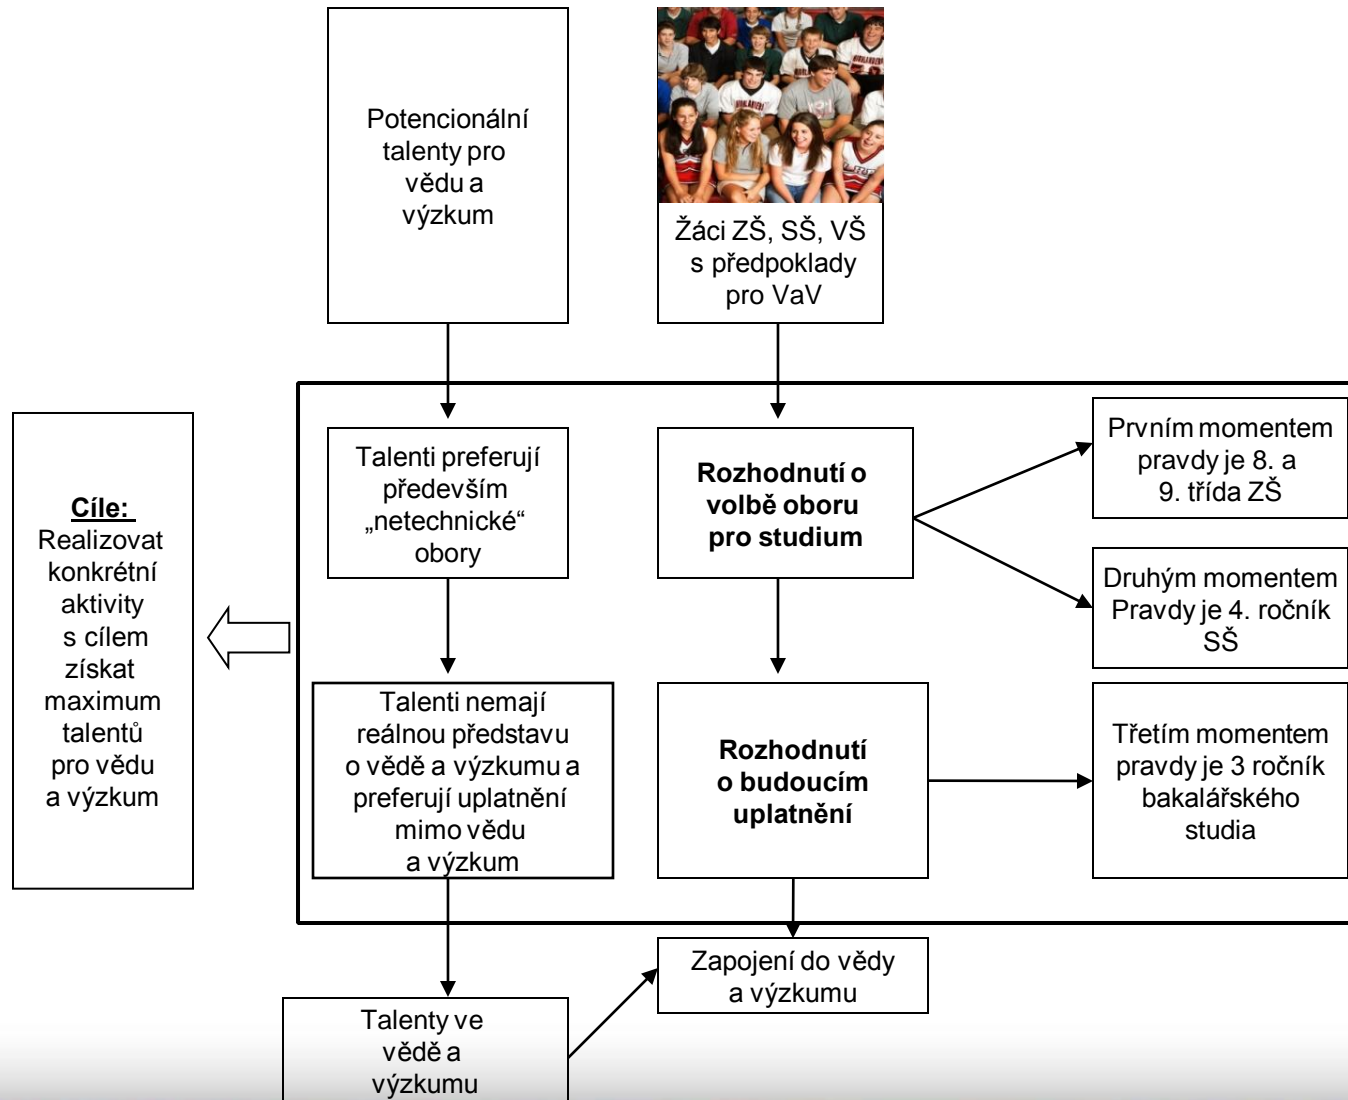 Potencionální
talenty pro
vědu a
výzkum
Žáci ZŠ, SŠ, VŠ
s předpoklady
pro VaV
Cíle:
Realizovat
konkrétní
aktivity
s cílem
získat
maximum
talentů
pro vědu
a výzkum
Talenti preferují
především
„netechnické“
obory
Rozhodnutí o
volbě oboru
pro studium
Prvním momentem
pravdy je 8. a
9. třída ZŠ
Druhým momentem
Pravdy je 4. ročník
SŠ
Talenti nemají
reálnou představu
o vědě a výzkumu a
preferují uplatnění
mimo vědu
a výzkum
Rozhodnutí
o budoucím
uplatnění
Třetím momentem
pravdy je 3 ročník
bakalářského
studia
Zapojení do vědy
a výzkumu
Talenty ve
vědě a
výzkumu